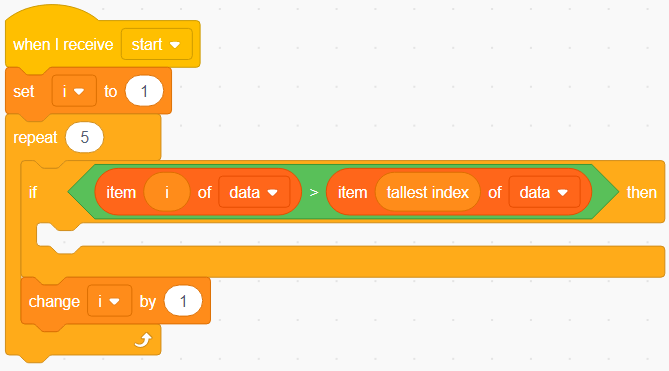 when I receive start
set i to 1
repeat 5
if item i of data > item tallest index of data then
change i by 1